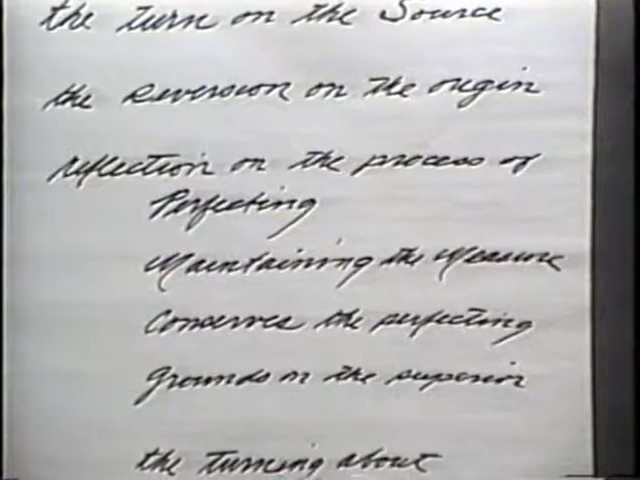 the turn on the Source
the Reversion on the origin
Reflection on the process of
Perfecting
Maintaining the Measure
Conserves the perfecting
grounds on the superior
the turning about